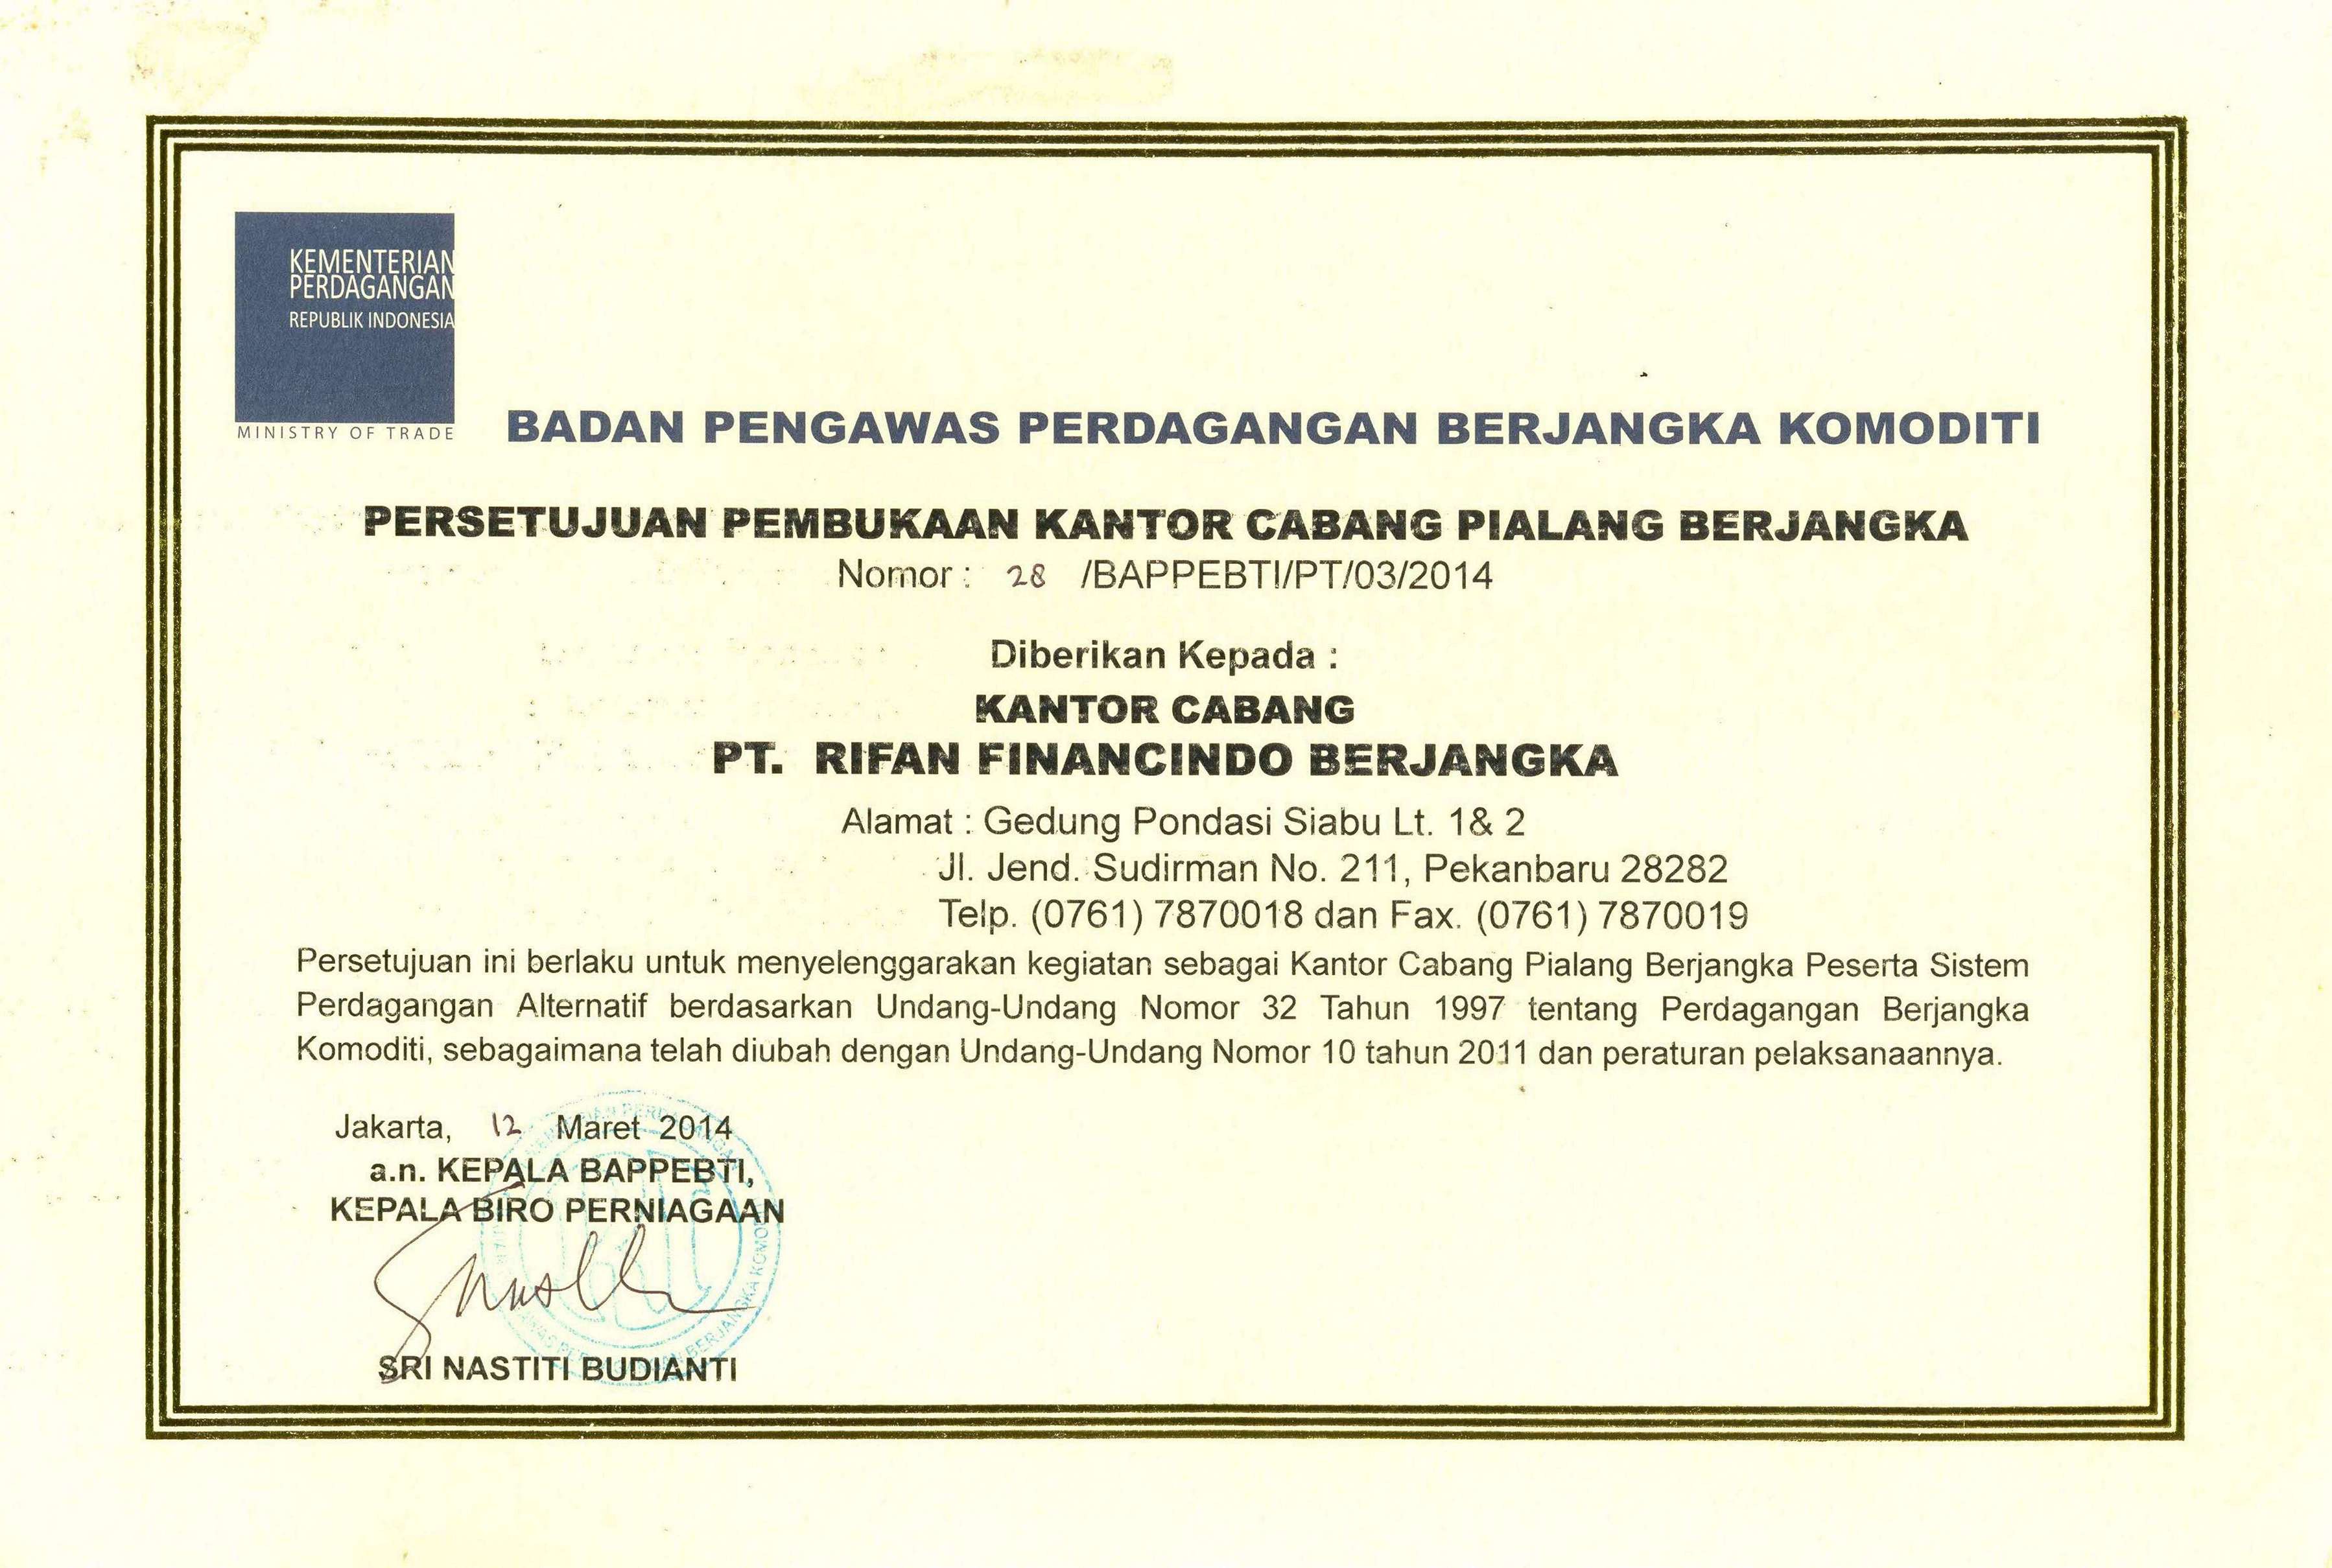 KEMENTERIAN
PERDAGANGAN
REPUBLIK INDONESIA
MINISTRY OF TRADE
BADAN PENGAWAS PERDAGANGAN BERJANGKA KOMODITI
PERSETUJUAN PEMBUKAAN KANTOR CABANG PIALANG BERJANGKA
Nomor : 28 /BAPPEBTI/PT/03/2014
Diberikan Kepada :
KANTOR CABANG
PT. RIFAN FINANCINDO BERJANGKA
Alamat : Gedung Pondasi Siabu Lt. 1& 2
Jl. Jend. Sudirman No. 211, Pekanbaru 28282
Telp. (0761) 7870018 dan Fax. (0761) 7870019
Persetujuan ini berlaku untuk menyelenggarakan kegiatan sebagai Kantor Cabang Pialang Berjangka Peserta Sistem
Perdagangan Alternatif berdasarkan Undang-Undang Nomor 32 Tahun 1997 tentang Perdagangan Berjangka
Komoditi, sebagaimana telah diubah dengan Undang-Undang Nomor 10 tahun 2011 dan peraturan pelaksanaannya.
Jakarta, 12 Maret 2014
a.n. KEPALA BAPPEBTI,
KEPALA BIRO PERNIAGAAN
SRI NASTITI BUDIANTI